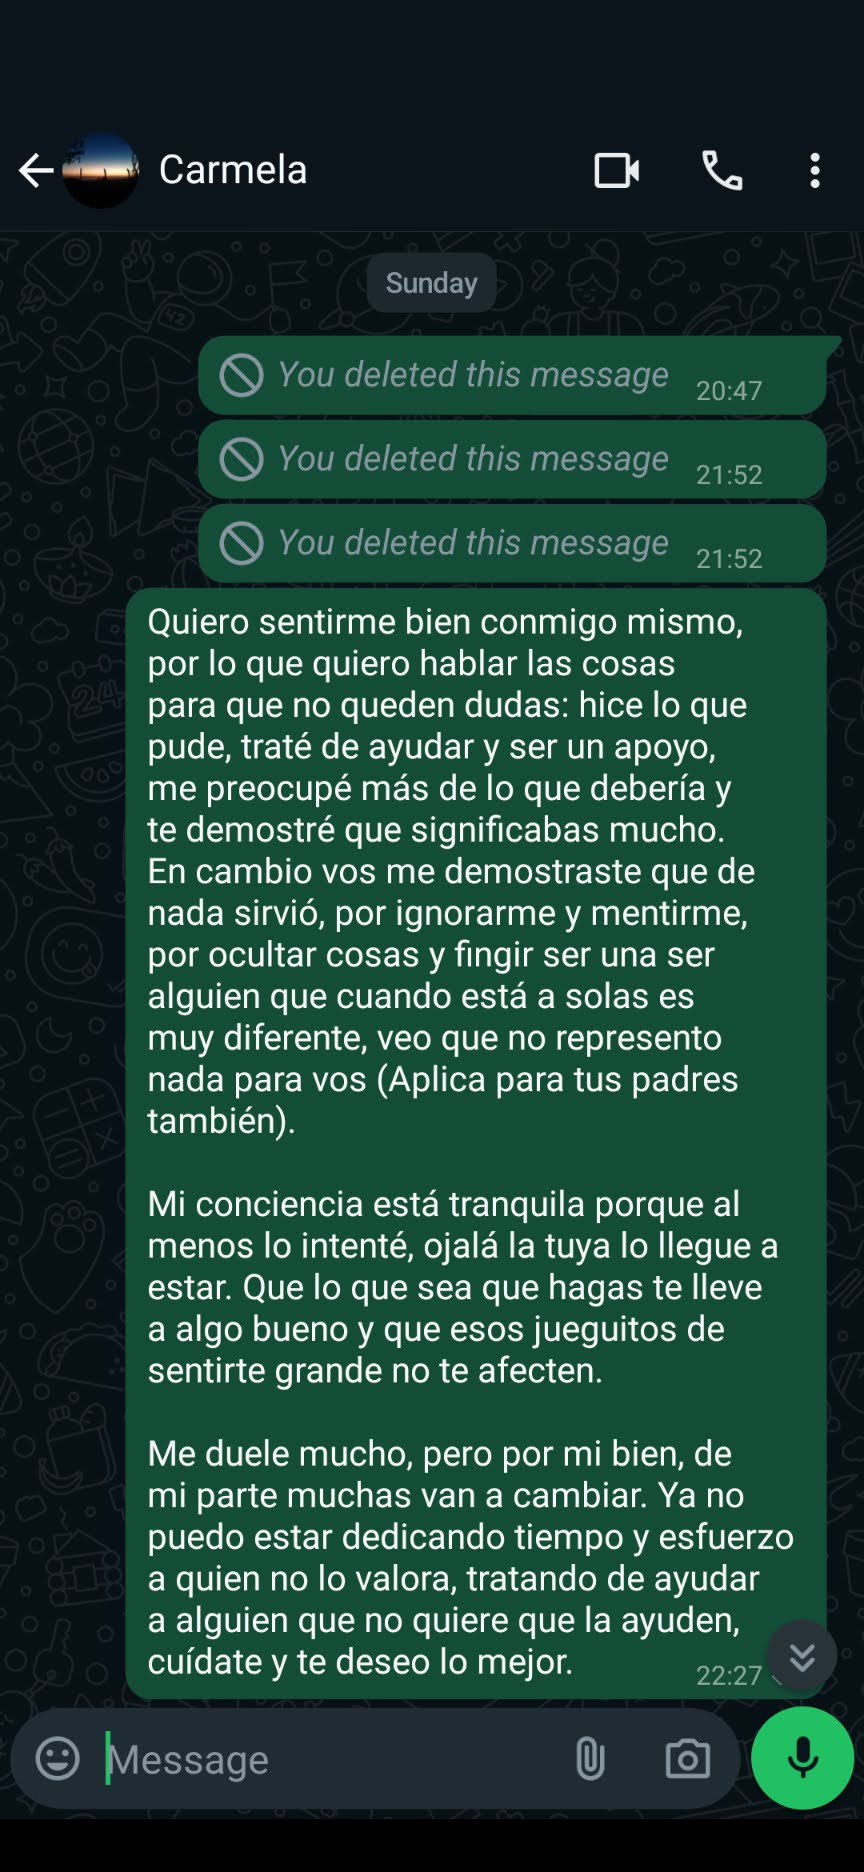 Carmela
Sunday
You deleted this message 20:47
You deleted this message 21:52
You deleted this message 21:52
Quiero sentirme bien conmigo mismo,
por lo que quiero hablar las cosas
para que no queden dudas: hice lo que
pude, traté de ayudar y ser un apoyo,
me preocupé más de lo que debería y
te demostré que significabas mucho.
En cambio vos me demostraste que de
nada sirvió, por ignorarme y mentirme,
por ocultar cosas y fingir ser una ser
alguien que cuando está a solas es
muy diferente, veo que no represento
nada para vos (Aplica para tus padres
también).
Mi conciencia está tranquila porque al
menos lo intenté, ojalá la tuya lo llegue a
estar. Que lo que sea que hagas te lleve
a algo bueno y que esos jueguitos de
sentirte grande no te afecten.
Me duele mucho, pero por mi bien, de
mi parte muchas van a cambiar. Ya no
puedo estar dedicando tiempo y esfuerzo
a quien no lo valora, tratando de ayudar
a alguien que no quiere que la ayuden,
cuídate y te deseo lo mejor.
22:27
Message